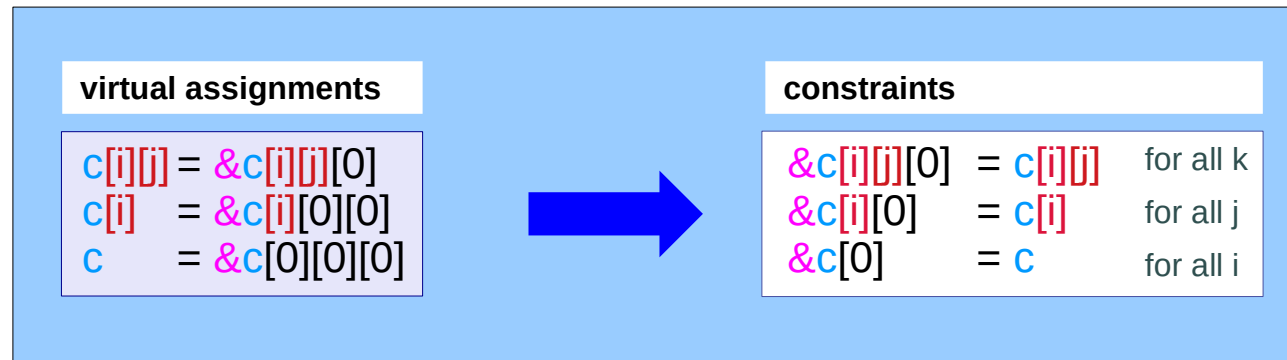 virtual assignments
c[i][j] = &c[i][j][0]
c[i] = &c[i][0][0]
c = &c[0][0][0]
constraints
&c[i][j][0] = c[i][j] for all k
&c[i][0] = c[i] for all j
&c[0] = c for all i